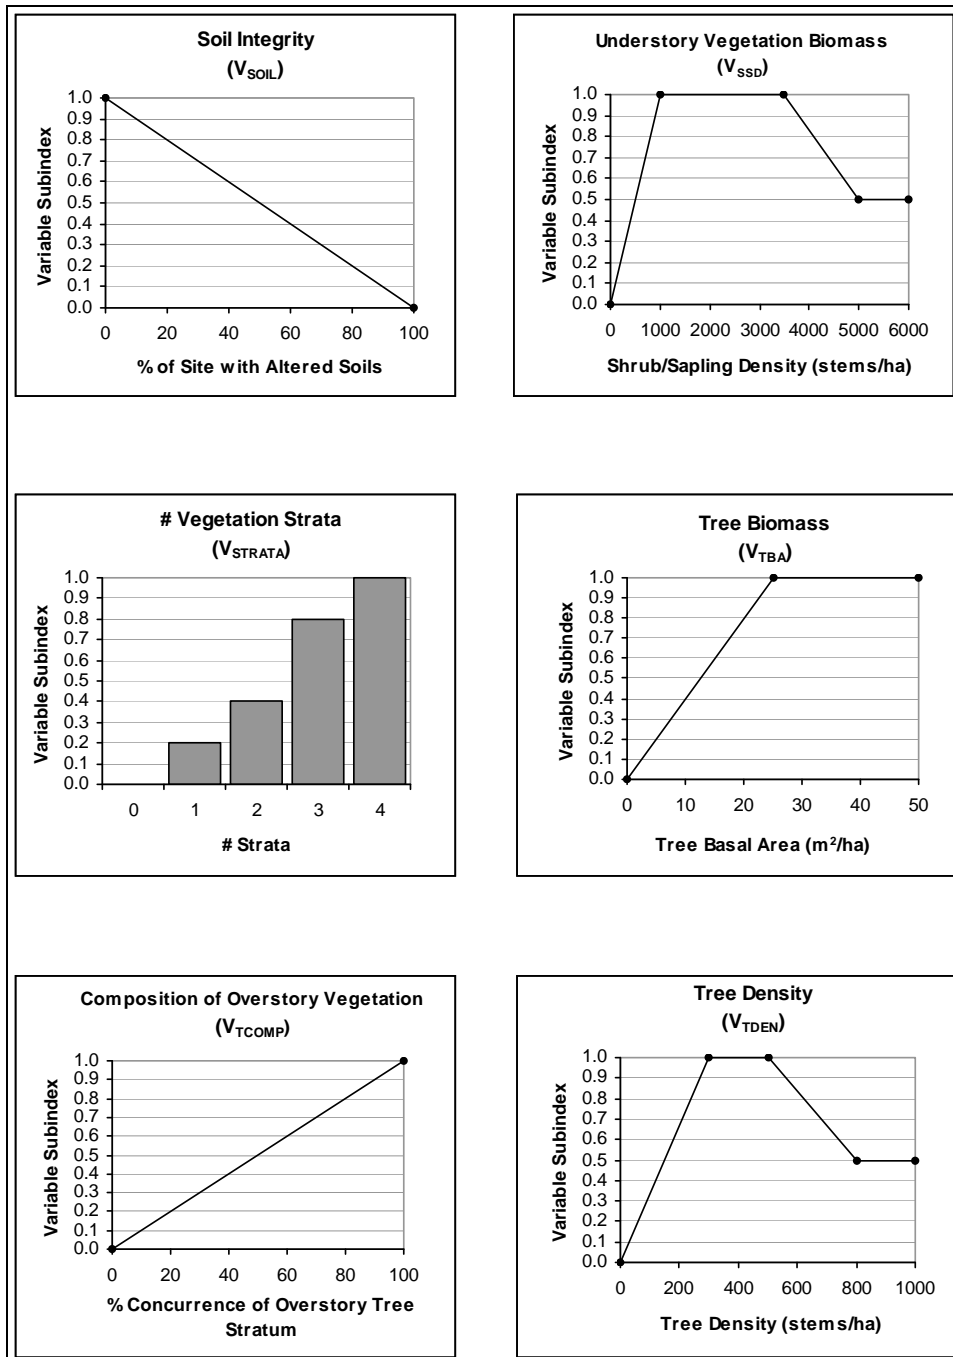 Soil Integrity
(VSOIL)
Variable Subindex
1.0
0.9
0.8
0.7
0.6
0.5
0.4
0.3
0.2
0.1
0.0
0 20 40 60 80 100
% of Site with Altered Soils
Understory Vegetation Biomass
(VSSD)
Variable Subindex
1.0
0.9
0.8
0.7
0.6
0.5
0.4
0.3
0.2
0.1
0.0
0 1000 2000 3000 4000 5000 6000
Shrub/Sapling Density (stems/ha)
# Vegetation Strata
(VSTRATA)
Variable Subindex
1.0
0.9
0.8
0.7
0.6
0.5
0.4
0.3
0.2
0.1
0.0
0 1 2 3 4
# Strata
Tree Biomass
(VTBA)
Variable Subindex
1.0
0.9
0.8
0.7
0.6
0.5
0.4
0.3
0.2
0.1
0.0
0 10 20 30 40 50
Tree Basal Area (m²/ha)
Composition of Overstory Vegetation
(VTCOMP)
Variable Subindex
1.0
0.9
0.8
0.7
0.6
0.5
0.4
0.3
0.2
0.1
0.0
0 20 40 60 80 100
% Concurrence of Overstory Tree
Stratum
Tree Density
(VTDEN)
Variable Subindex
1.0
0.9
0.8
0.7
0.6
0.5
0.4
0.3
0.2
0.1
0.0
0 200 400 600 800 1000
Tree Density (stems/ha)